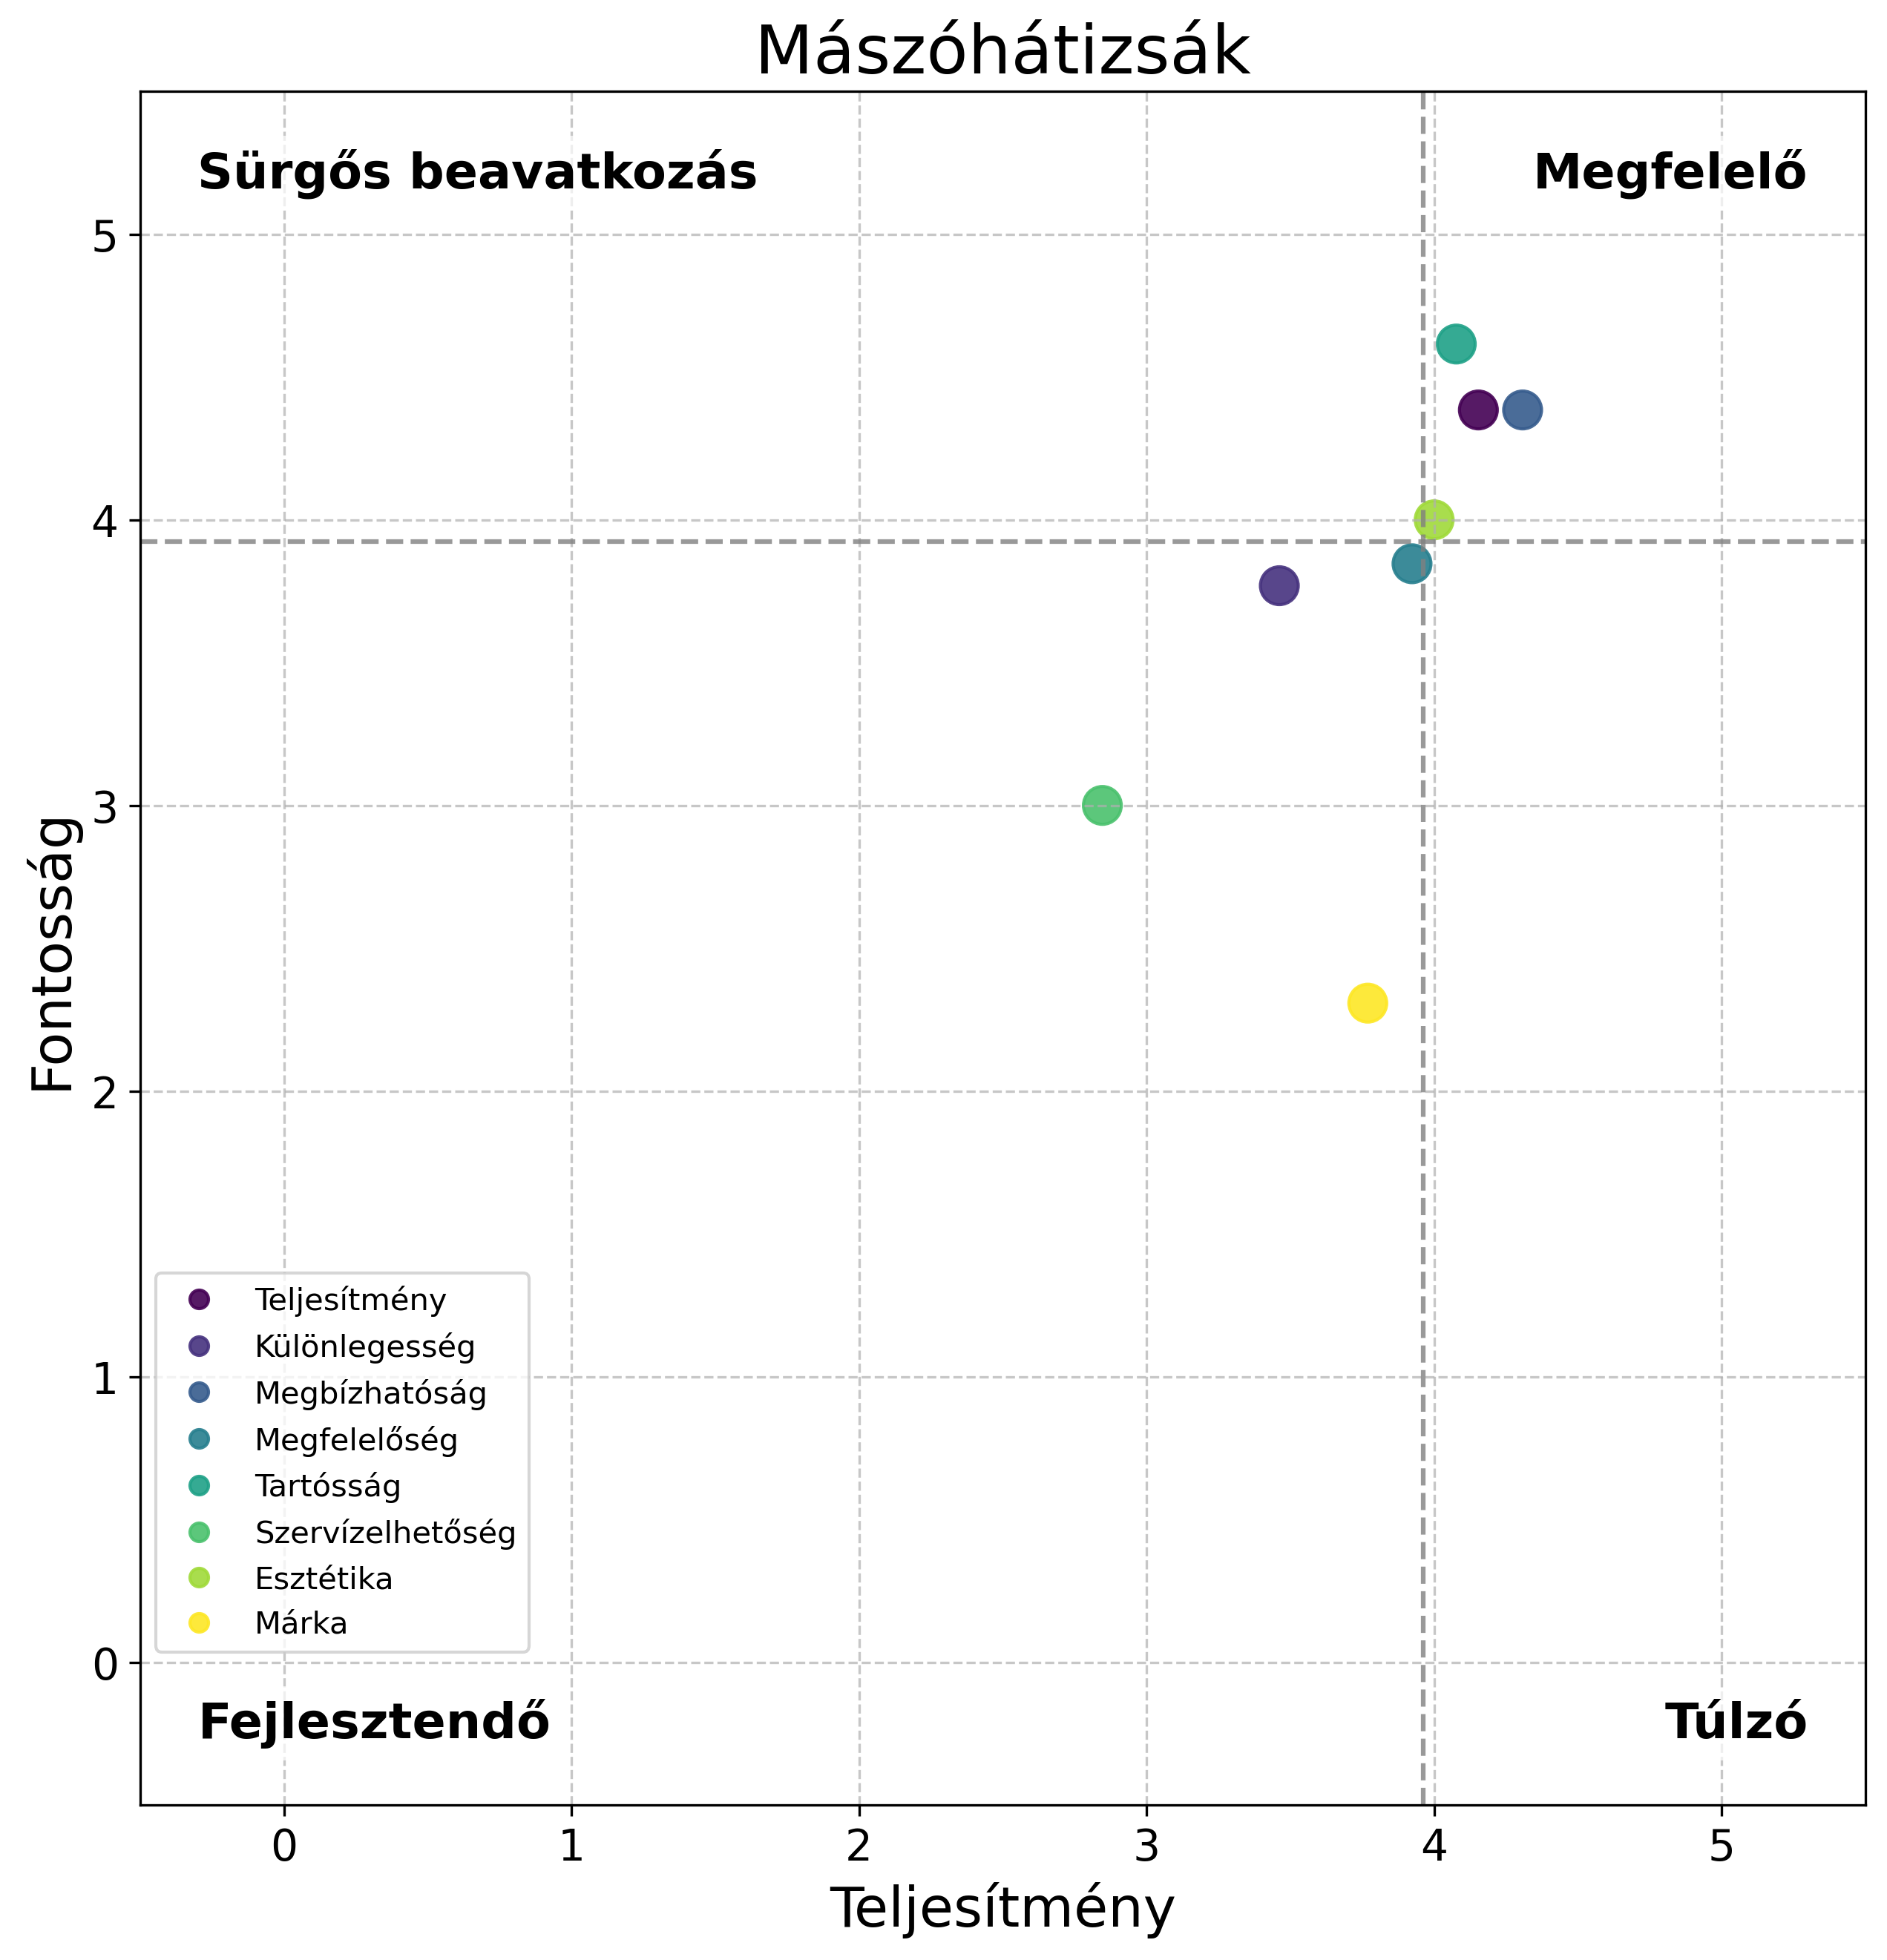 Mászóhátizsák
Sürgős beavatkozás
Megfelelő
5
4
3
2
1
0
Fontosság
Teljesítmény
Különlegesség
Megbízhatóság
Megfelelőség
Tartósság
Szervízelhetőség
Esztétika
Márka
Fejlesztendő
Túlzó
0
1
2
3
4
5
Teljesítmény